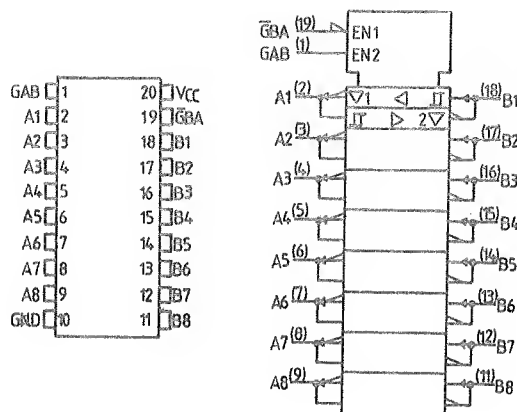 GAB 1 20 VCC
A1 2 19 G̅BA
A2 3 18 B1
A3 4 17 B2
A4 5 16 B3
A5 6 15 B4
A6 7 14 B5
A7 8 13 B6
A8 9 12 B7
GND 10 11 B8
G̅BA (19) EN1
GAB (1) EN2
A1 (2) ▽1 ◁ (18) B1
A2 (3) ▷ 2▽ (17) B2
A3 (4) (16) B3
A4 (5) (15) B4
A5 (6) (14) B5
A6 (7) (13) B6
A7 (8) (12) B7
A8 (9) (11) B8